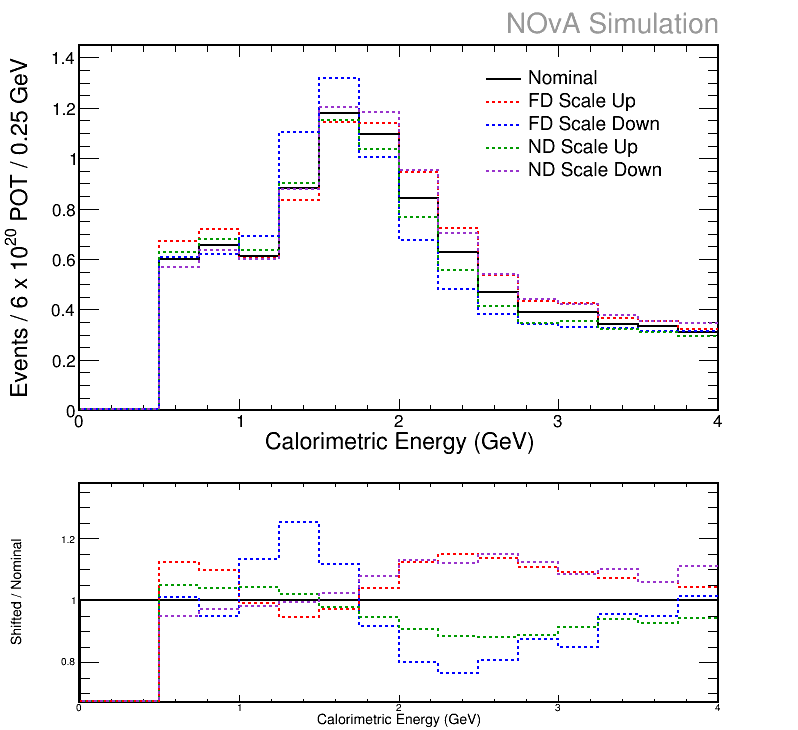 NOvA Simulation
Events / 6 x 10^20 POT / 0.25 GeV
1.4
1.2
1
0.8
0.6
0.4
0.2
0
Nominal
FD Scale Up
FD Scale Down
ND Scale Up
ND Scale Down
0 1 2 3 4
Calorimetric Energy (GeV)
Shifted / Nominal
1.2
1
0.8
0 1 2 3 4
Calorimetric Energy (GeV)